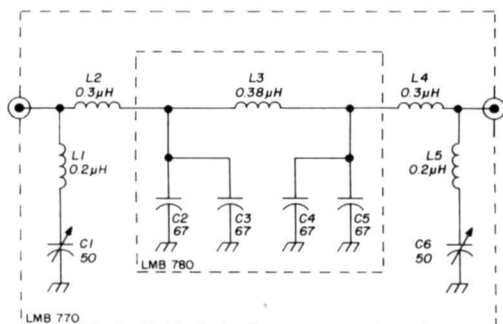 L2
0.3µH
L3
0.38µH
L4
0.3µH
L1
0.2µH
L5
0.2µH
C1
50
C2
67
C3
67
C4
67
C5
67
C6
50
LMB 780
LMB 770